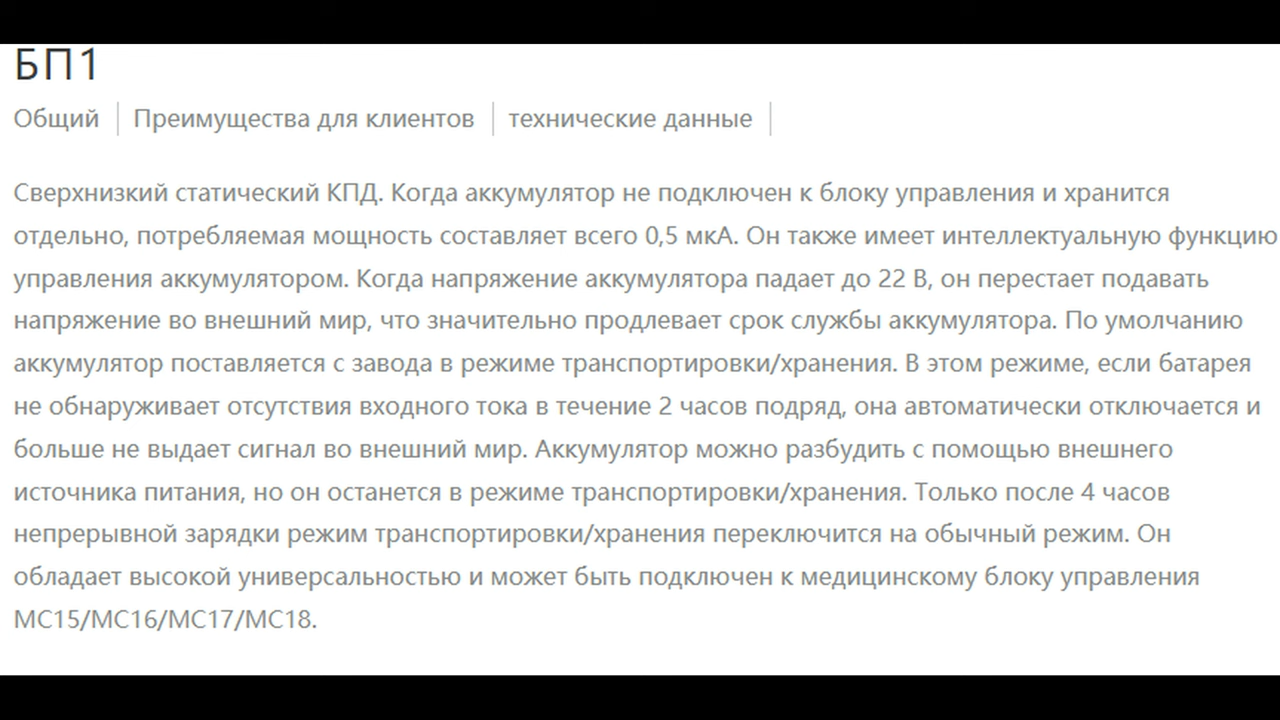 БП1
Общий Преимущества для клиентов технические данные
Сверхнизкий статический КПД. Когда аккумулятор не подключен к блоку управления и хранится
отдельно, потребляемая мощность составляет всего 0,5 мкА. Он также имеет интеллектуальную функцию
управления аккумулятором. Когда напряжение аккумулятора падает до 22 В, он перестает подавать
напряжение во внешний мир, что значительно продлевает срок службы аккумулятора. По умолчанию
аккумулятор поставляется с завода в режиме транспортировки/хранения. В этом режиме, если батарея
не обнаруживает отсутствия входного тока в течение 2 часов подряд, она автоматически отключается и
больше не выдает сигнал во внешний мир. Аккумулятор можно разбудить с помощью внешнего
источника питания, но он останется в режиме транспортировки/хранения. Только после 4 часов
непрерывной зарядки режим транспортировки/хранения переключится на обычный режим. Он
обладает высокой универсальностью и может быть подключен к медицинскому блоку управления
MC15/MC16/MC17/MC18.